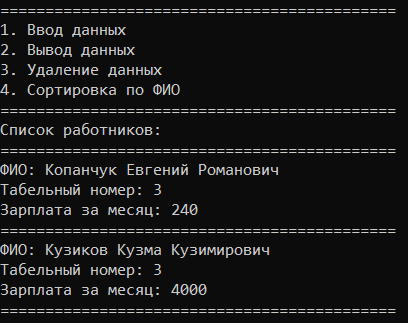 ============================================
1. Ввод данных
2. Вывод данных
3. Удаление данных
4. Сортировка по ФИО
============================================
Список работников:
============================================
ФИО: Копанчук Евгений Романович
Табельный номер: 3
Зарплата за месяц: 240
============================================
ФИО: Кузиков Кузма Кузимирович
Табельный номер: 3
Зарплата за месяц: 4000
============================================